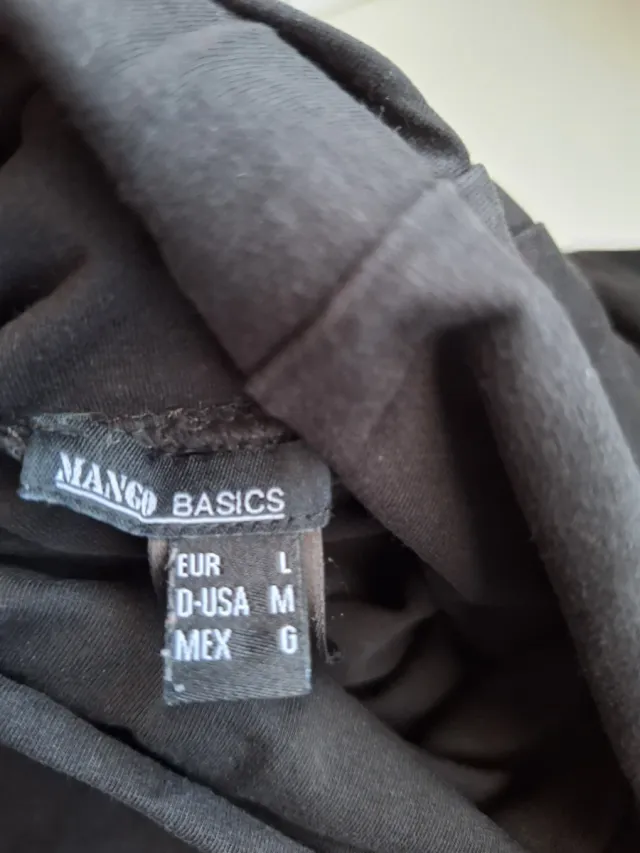 MANGO BASICS
EUR L
D-USA M
MEX G